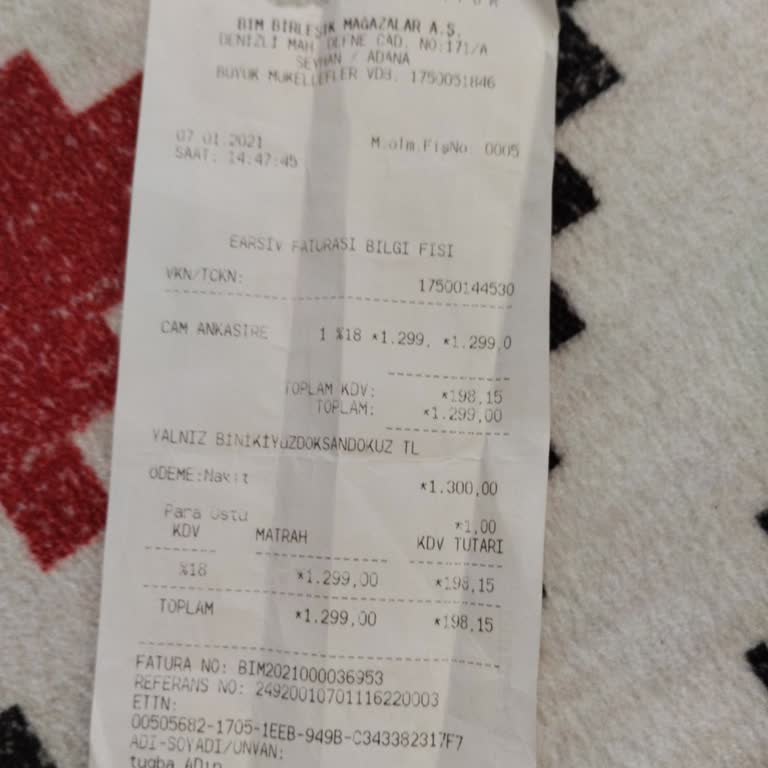 BIM BIRLEŞIK MAGAZALAR A.Ş.
DENIZLI MAH. DEFNE CAD. NO:171/A
SEYHAN / ADANA
BUYUK MUKELLEFLER VD3. 1750051846
07.01.2021 M.olm.FişNo: 0005
SAAT: 14:47:45
EARSIV FATURASI BILGI FISI
VKN/TCKN: 17500144530
CAM ANKASTRE 1 %18 *1.299, *1.299,0
TOPLAM KDV: *198,15
TOPLAM: *1.299,00
YALNIZ BINIKIYUZDOKSANDOKUZ TL
ODEME:Nakit *1.300,00
Para Ustu *1,00
KDV MATRAH KDV TUTARI
%18 *1.299,00 *198,15
TOPLAM *1.299,00 *198,15
FATURA NO: BIM2021000036953
REFERANS NO: 24920010701116220003
ETTN:
00505682-1705-1EEB-949B-C343382317F7
ADI-SOYADI/UNVAN:
tugba ADın